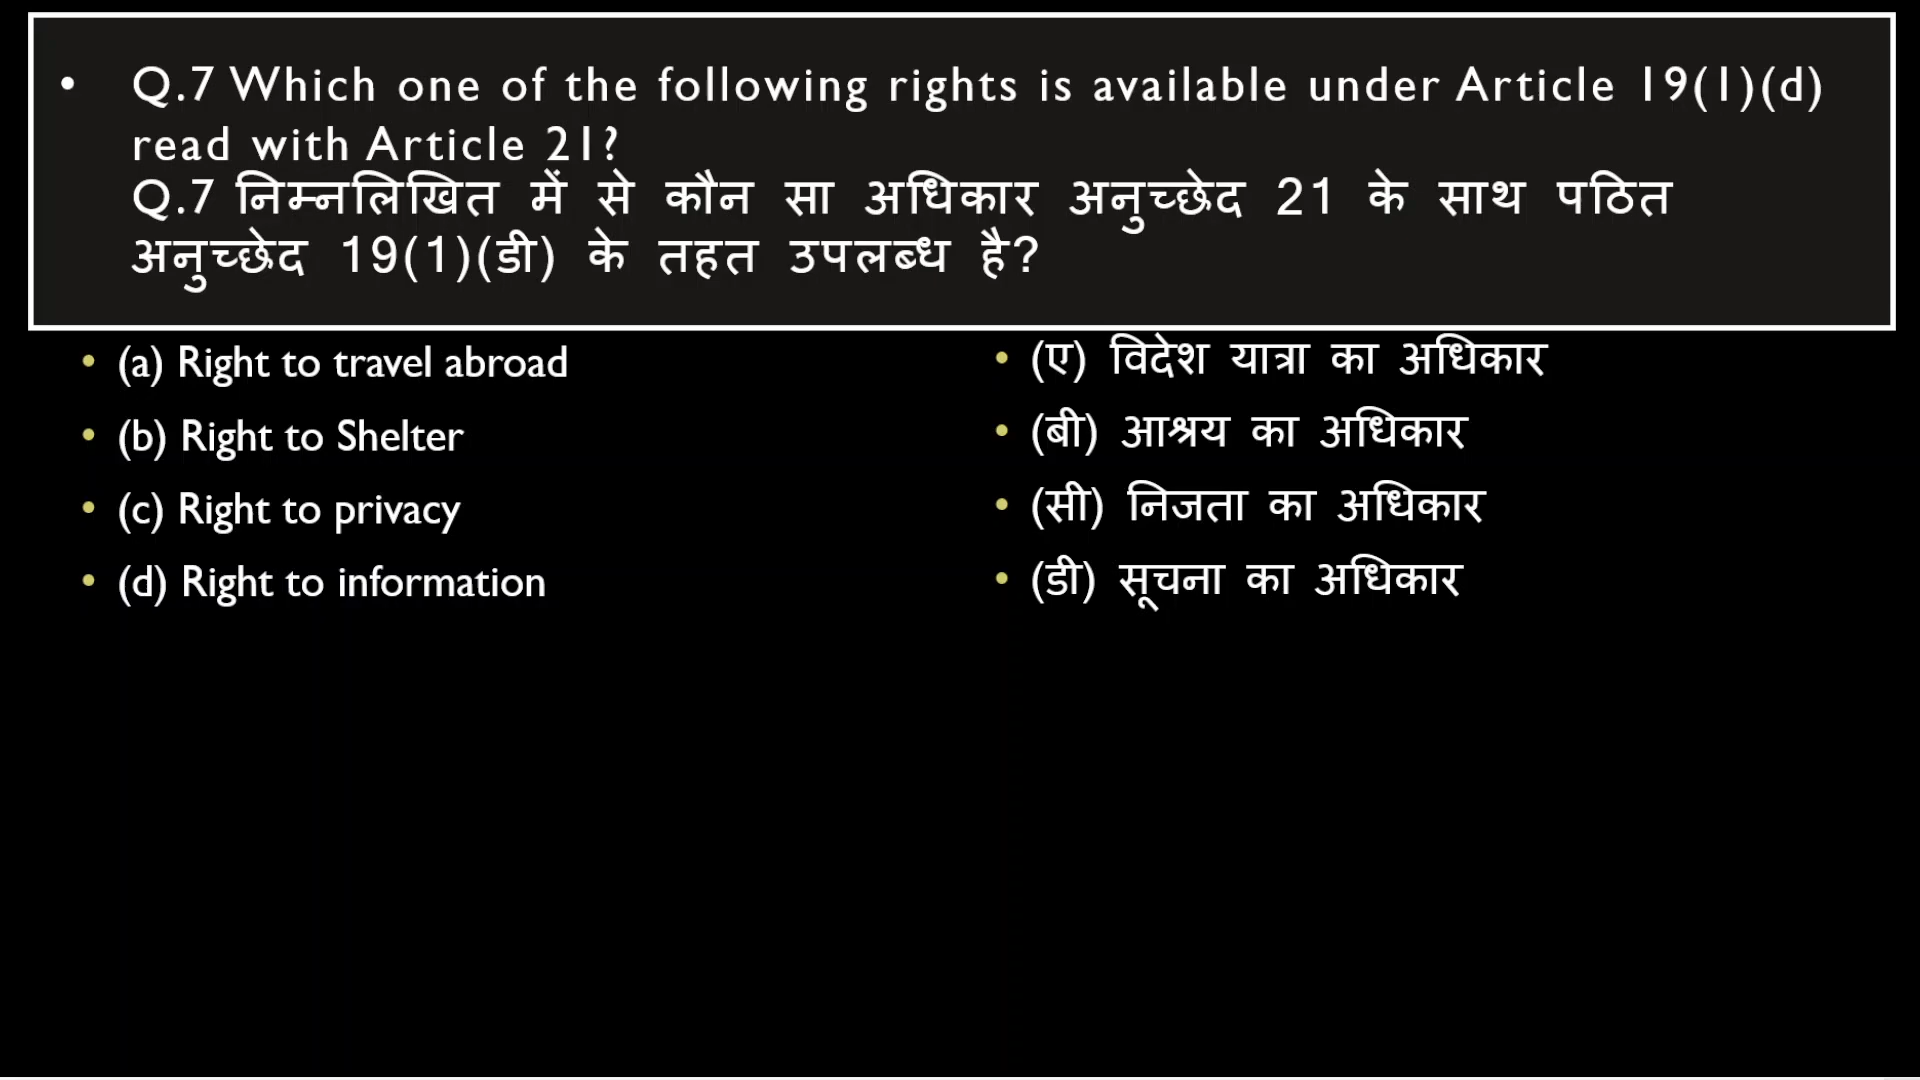 • Q.7 Which one of the following rights is available under Article 19(1)(d)
read with Article 21?
Q.7 निम्नलिखित में से कौन सा अधिकार अनुच्छेद 21 के साथ पठित
अनुच्छेद 19(1)(डी) के तहत उपलब्ध है?
• (a) Right to travel abroad
• (b) Right to Shelter
• (c) Right to privacy
• (d) Right to information
• (ए) विदेश यात्रा का अधिकार
• (बी) आश्रय का अधिकार
• (सी) निजता का अधिकार
• (डी) सूचना का अधिकार